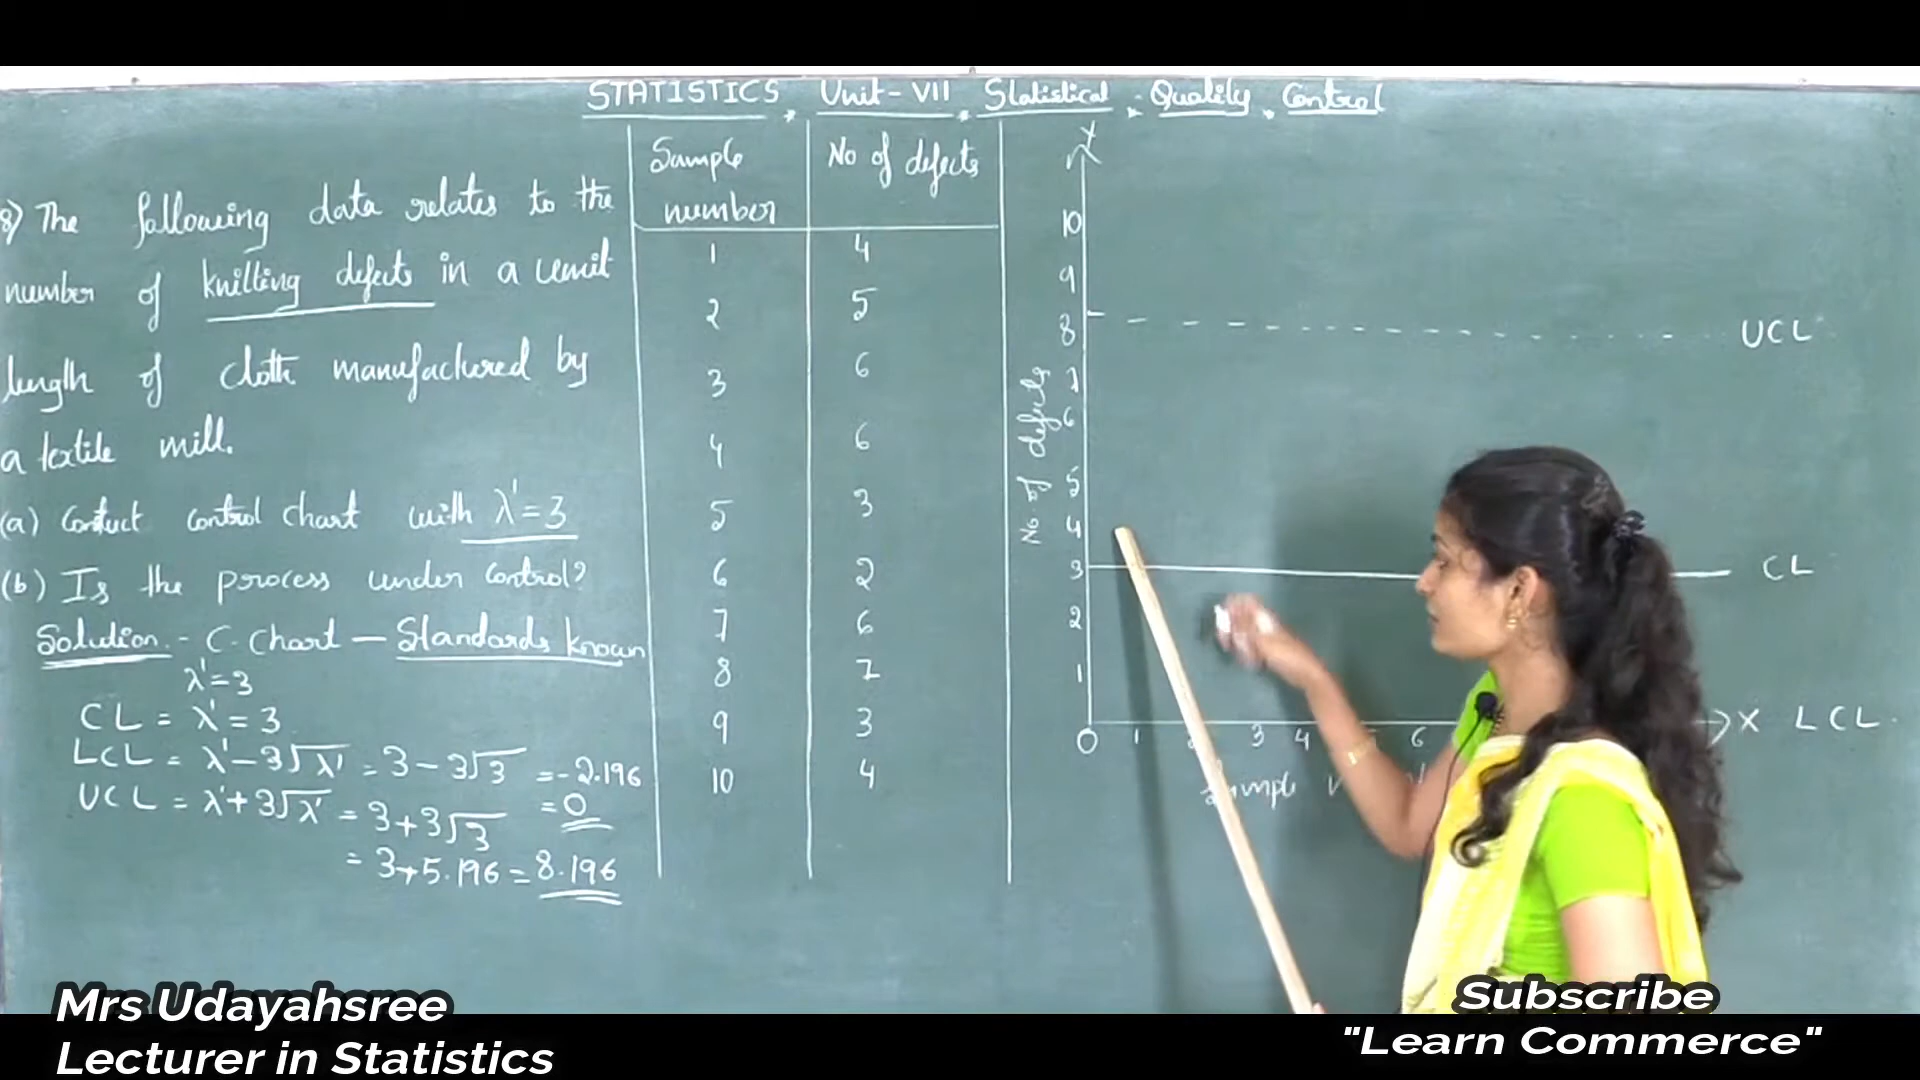 STATISTICS Unit - VII Statistical Quality Control
8) The following data relates to the
number of knitting defects in a unit
length of cloth manufactured by
a textile mill.
(a) Contuct control chart with λ' = 3
(b) Is the process under control?
Solution. - C. Chart — Standards known
λ' = 3
CL = λ' = 3
LCL = λ' - 3√λ' = 3 - 3√3 = -2.196
= 0
UCL = λ' + 3√λ' = 3 + 3√3
= 3 + 5.196 = 8.196
Sample number No of defects
1 4
2 5
3 6
4 6
5 3
6 2
7 6
8 7
9 3
10 4
Y
10
9
8 UCL
7
6
5
4
3 CL
2
1
No. of defects
X LCL
0 1 2 3 4 6
Sample
Mrs Udayahsree
Lecturer in Statistics
Subscribe
"Learn Commerce"